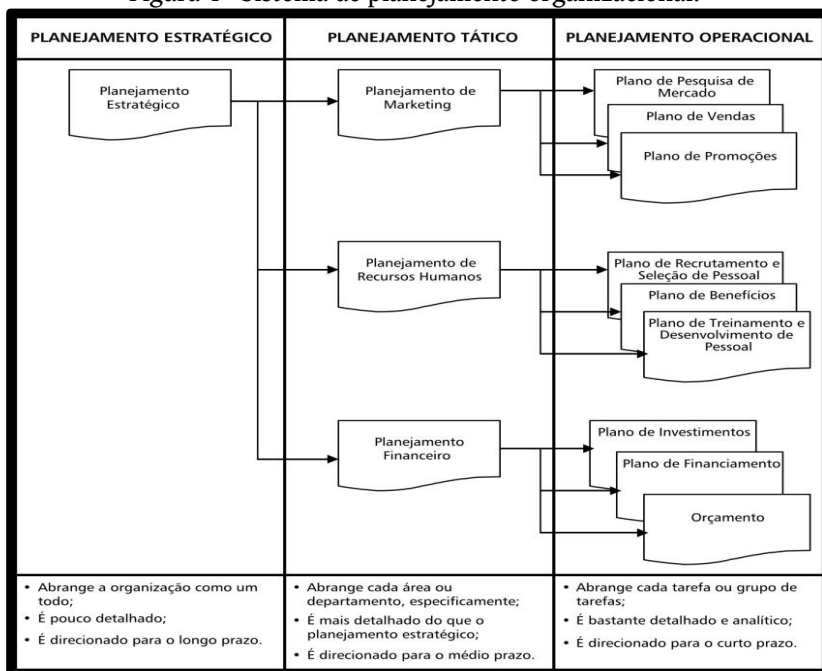 Figura 1 - Sistema de planejamento organizacional.
PLANEJAMENTO ESTRATÉGICO
PLANEJAMENTO TÁTICO
PLANEJAMENTO OPERACIONAL
Planejamento
Estratégico
Planejamento de
Marketing
Plano de Pesquisa de
Mercado
Plano de Vendas
Plano de Promoções
Planejamento de
Recursos Humanos
Plano de Recrutamento e
Seleção de Pessoal
Plano de Benefícios
Plano de Treinamento e
Desenvolvimento de
Pessoal
Planejamento
Financeiro
Plano de Investimentos
Plano de Financiamento
Orçamento
• Abrange a organização como um
todo;
• É pouco detalhado;
• É direcionado para o longo prazo.
• Abrange cada área ou
departamento, especificamente;
• É mais detalhado do que o
planejamento estratégico;
• É direcionado para o médio prazo.
• Abrange cada tarefa ou grupo de
tarefas;
• É bastante detalhado e analítico;
• É direcionado para o curto prazo.